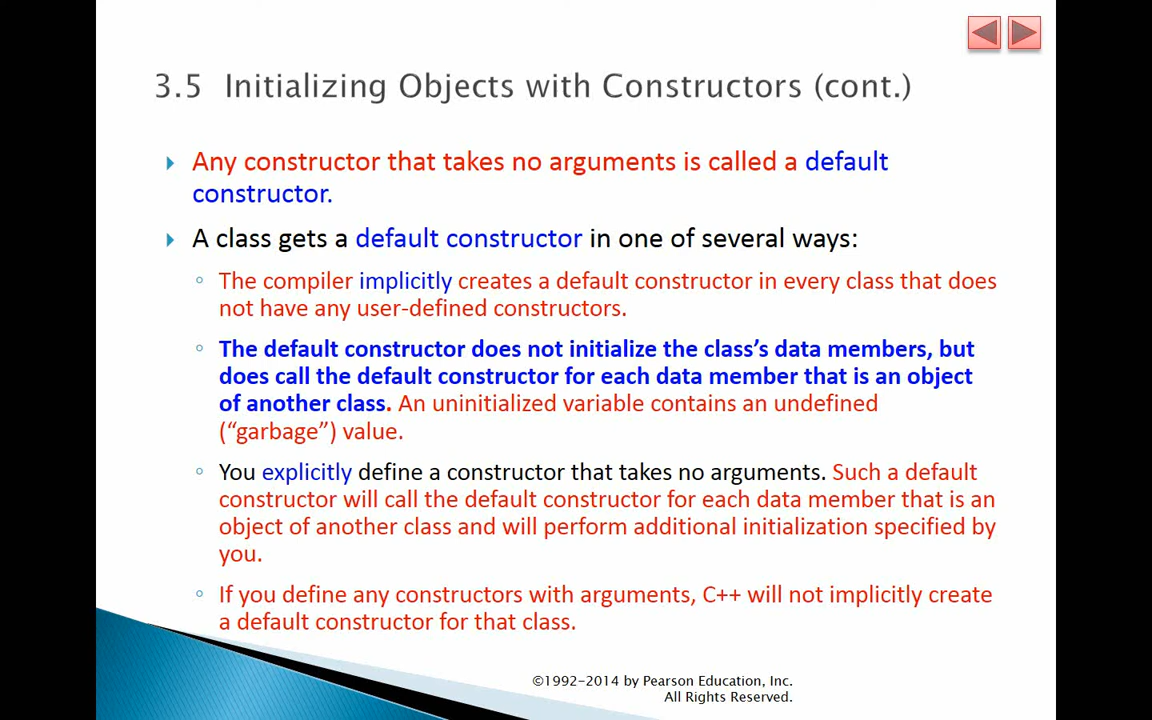 3.5 Initializing Objects with Constructors (cont.)
Any constructor that takes no arguments is called a default
constructor.
A class gets a default constructor in one of several ways:
The compiler implicitly creates a default constructor in every class that does
not have any user-defined constructors.
The default constructor does not initialize the class’s data members, but
does call the default constructor for each data member that is an object
of another class. An uninitialized variable contains an undefined
(“garbage”) value.
You explicitly define a constructor that takes no arguments. Such a default
constructor will call the default constructor for each data member that is an
object of another class and will perform additional initialization specified by
you.
If you define any constructors with arguments, C++ will not implicitly create
a default constructor for that class.
©1992-2014 by Pearson Education, Inc.
All Rights Reserved.